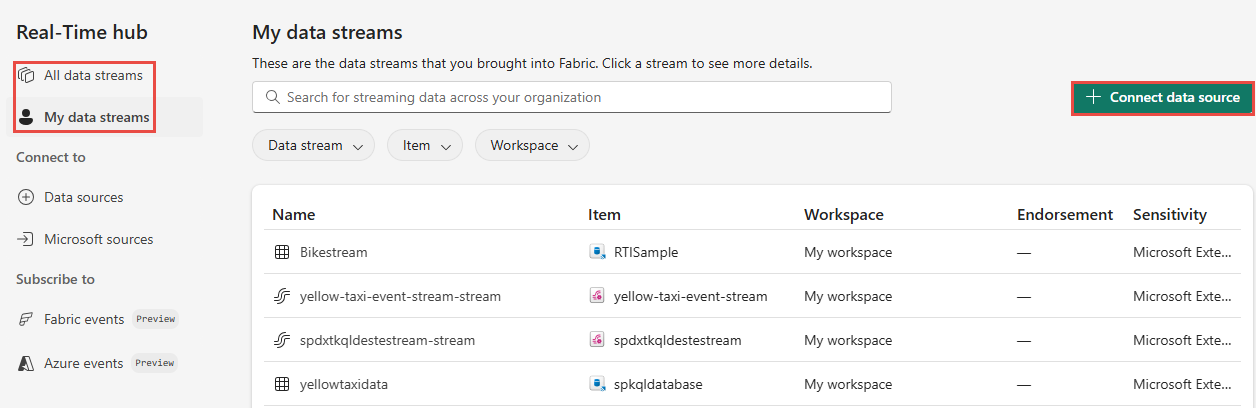 Real-Time hub
All data streams
My data streams
Connect to
Data sources
Microsoft sources
Subscribe to
Fabric events Preview
Azure events Preview
My data streams
These are the data streams that you brought into Fabric. Click a stream to see more details.
Search for streaming data across your organization
Connect data source
Data stream Item Workspace
Name Item Workspace Endorsement Sensitivity
Bikestream RTISample My workspace — Microsoft Exte...
yellow-taxi-event-stream-stream yellow-taxi-event-stream My workspace — Microsoft Exte...
spdxtkqldestestream-stream spdxtkqldestestream My workspace — Microsoft Exte...
yellowtaxidata spkqldatabase My workspace — Microsoft Exte...